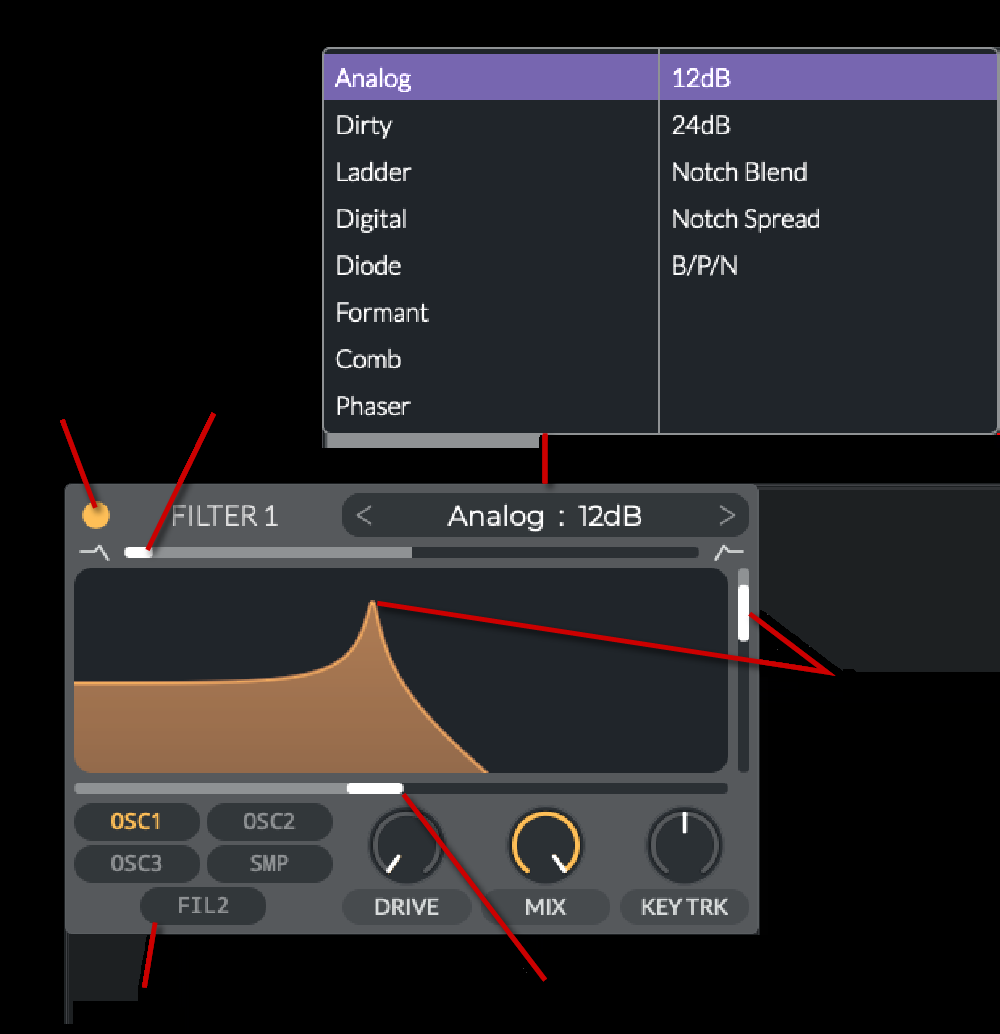 Analog 12dB
Dirty 24dB
Ladder Notch Blend
Digital Notch Spread
Diode B/P/N
Formant
Comb
Phaser
FILTER 1 < Analog : 12dB >
OSC1 OSC2
OSC3 SMP
FIL2
DRIVE MIX KEY TRK